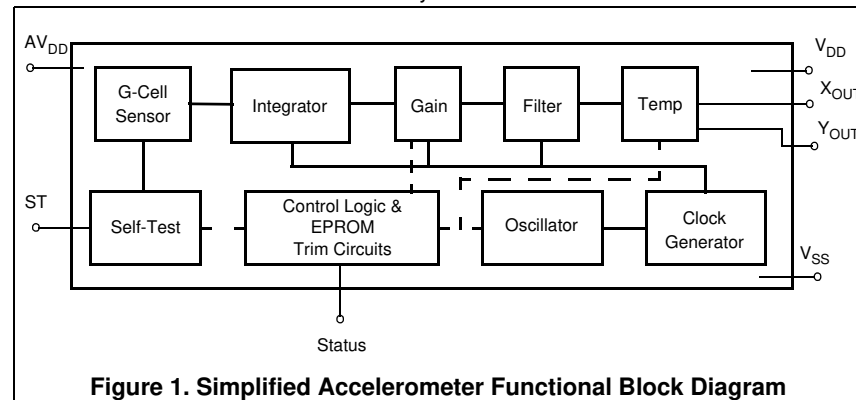 AVDD
VDD
G-Cell
Sensor
Integrator
Gain
Filter
Temp
XOUT
YOUT
ST
Self-Test
Control Logic &
EPROM
Trim Circuits
Oscillator
Clock
Generator
VSS
Status
Figure 1. Simplified Accelerometer Functional Block Diagram